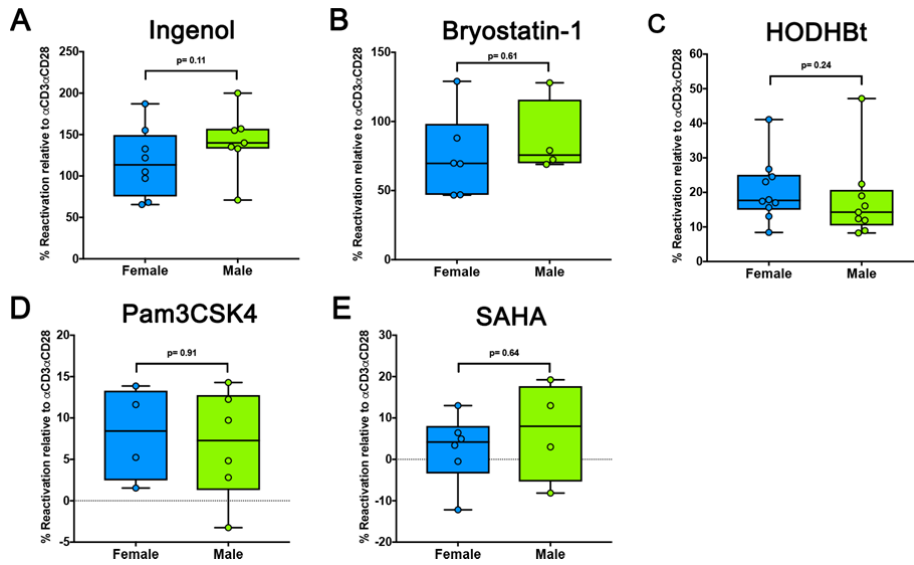 A
Ingenol
% Reactivation relative to αCD3αCD28
250
200
150
100
50
0
p= 0.11
Female
Male
B
Bryostatin-1
% Reactivation relative to αCD3αCD28
150
100
50
0
p= 0.61
Female
Male
C
HODHBt
% Reactivation relative to αCD3αCD28
60
50
40
30
20
10
0
p= 0.24
Female
Male
D
Pam3CSK4
% Reactivation relative to αCD3αCD28
20
15
10
5
0
-5
p= 0.91
Female
Male
E
SAHA
% Reactivation relative to αCD3αCD28
30
20
10
0
-10
-20
p= 0.64
Female
Male